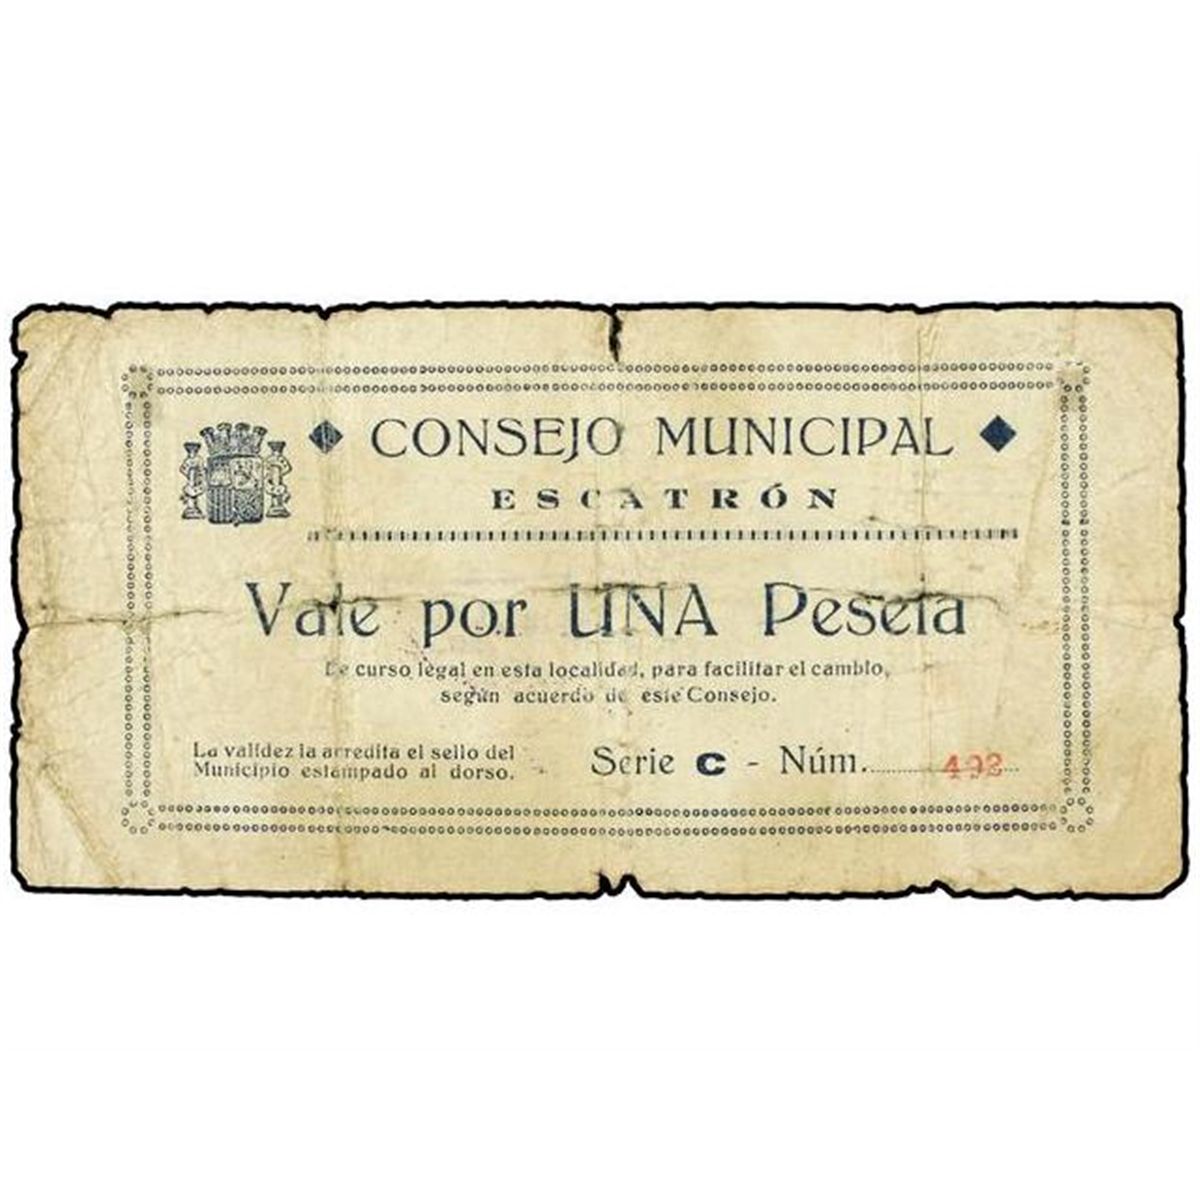 CONSEJO MUNICIPAL
ESCATRÓN
Vale por UNA Peseta
De curso legal en esta localidad, para facilitar el cambio,
según acuerdo de este Consejo.
La validez la acredita el sello del
Municipio estampado al dorso.
Serie C - Núm. 492